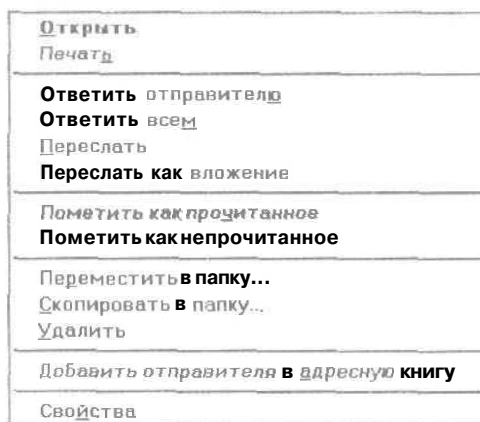 Открыть
Печать
Ответить отправителю
Ответить всем
Переслать
Переслать как вложение
Пометить как прочитанное
Пометить как непрочитанное
Переместить в папку...
Скопировать в папку...
Удалить
Добавить отправителя в адресную книгу
Свойства